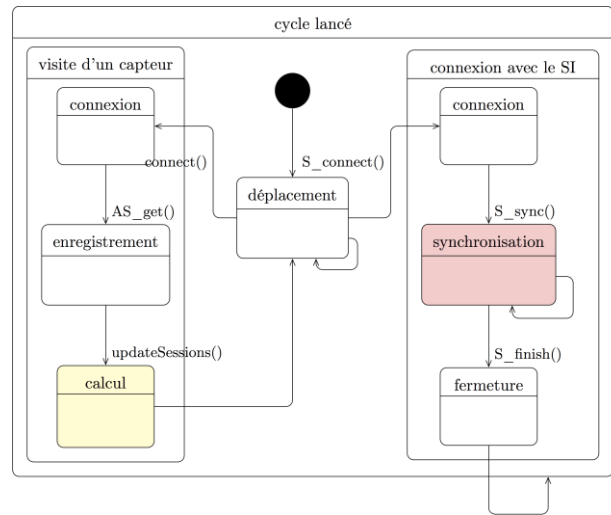 cycle lancé
visite d'un capteur
connexion avec le SI
connexion
connexion
connect()
S_connect()
déplacement
AS_get()
S_sync()
enregistrement
synchronisation
updateSessions()
S_finish()
calcul
fermeture